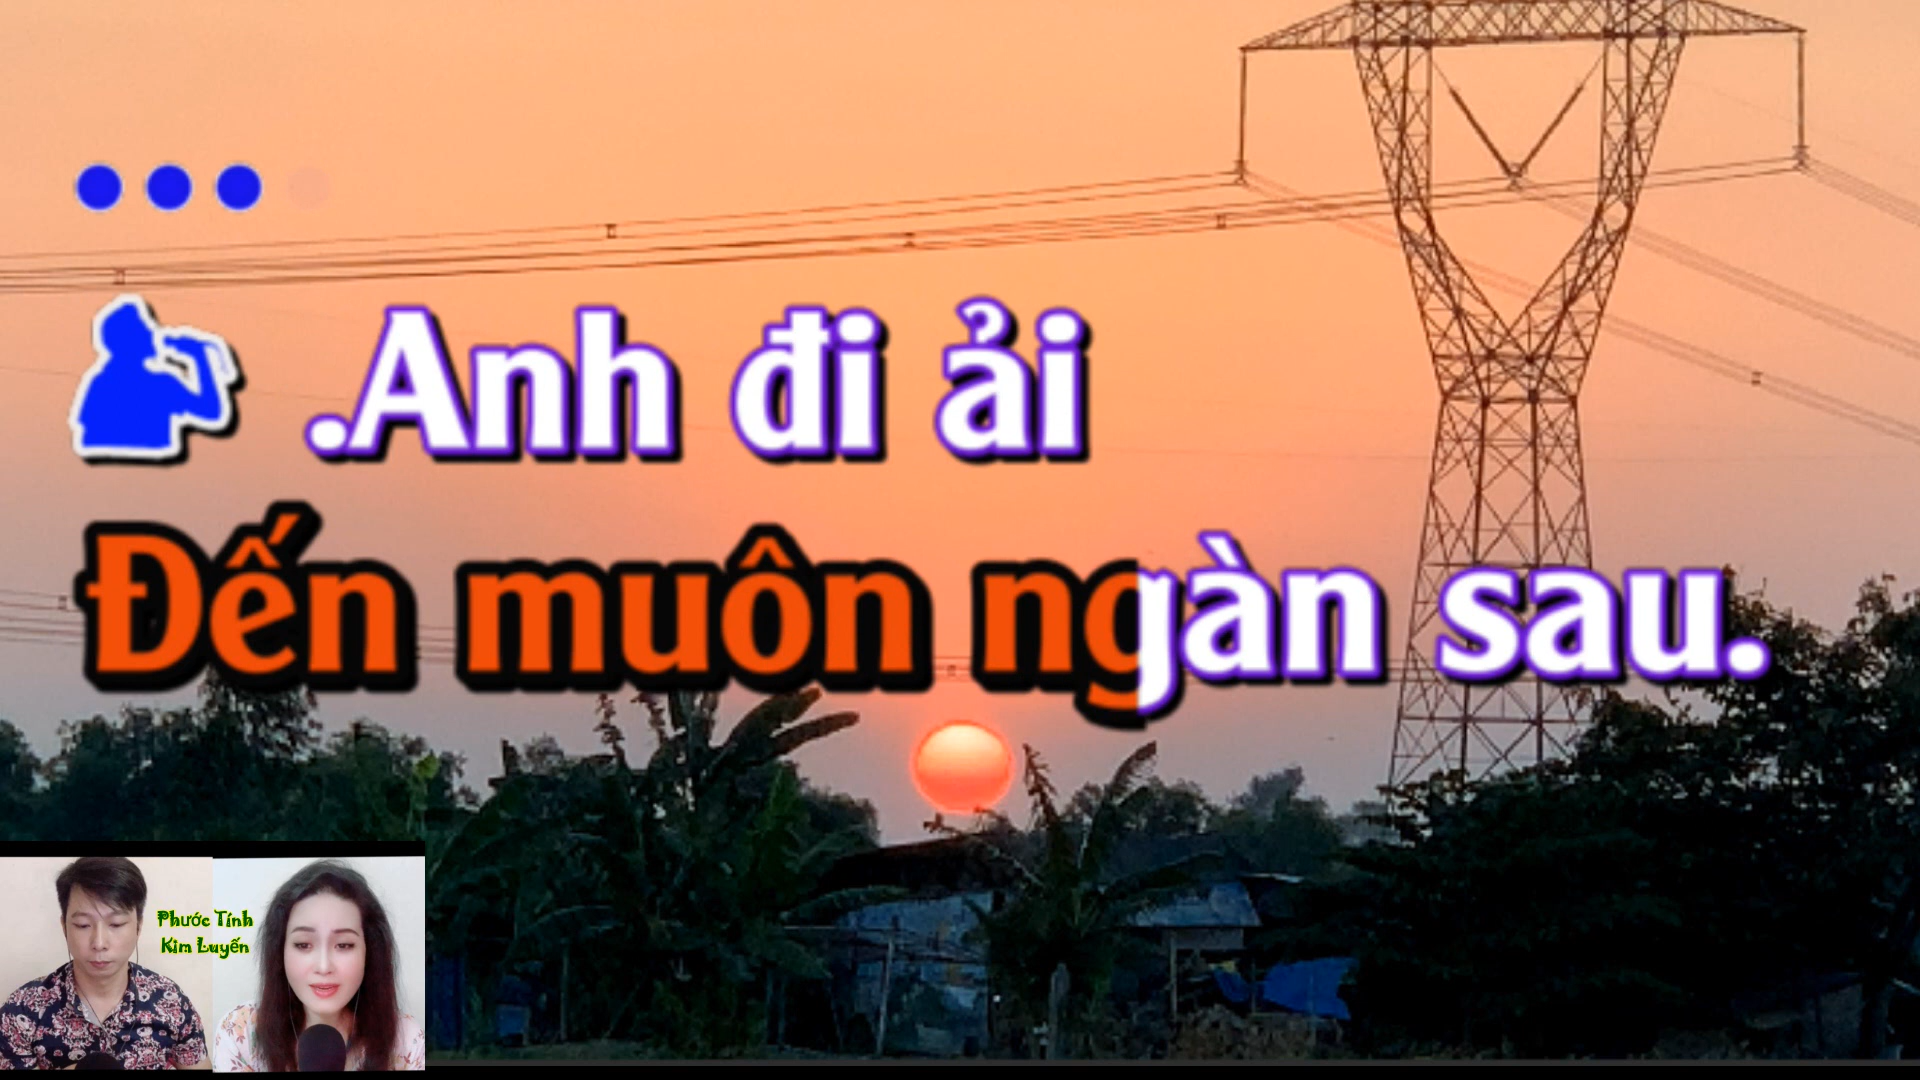 .Anh đi ải
Đến muôn ngàn sau.
Phước Tính
Kim Luyến